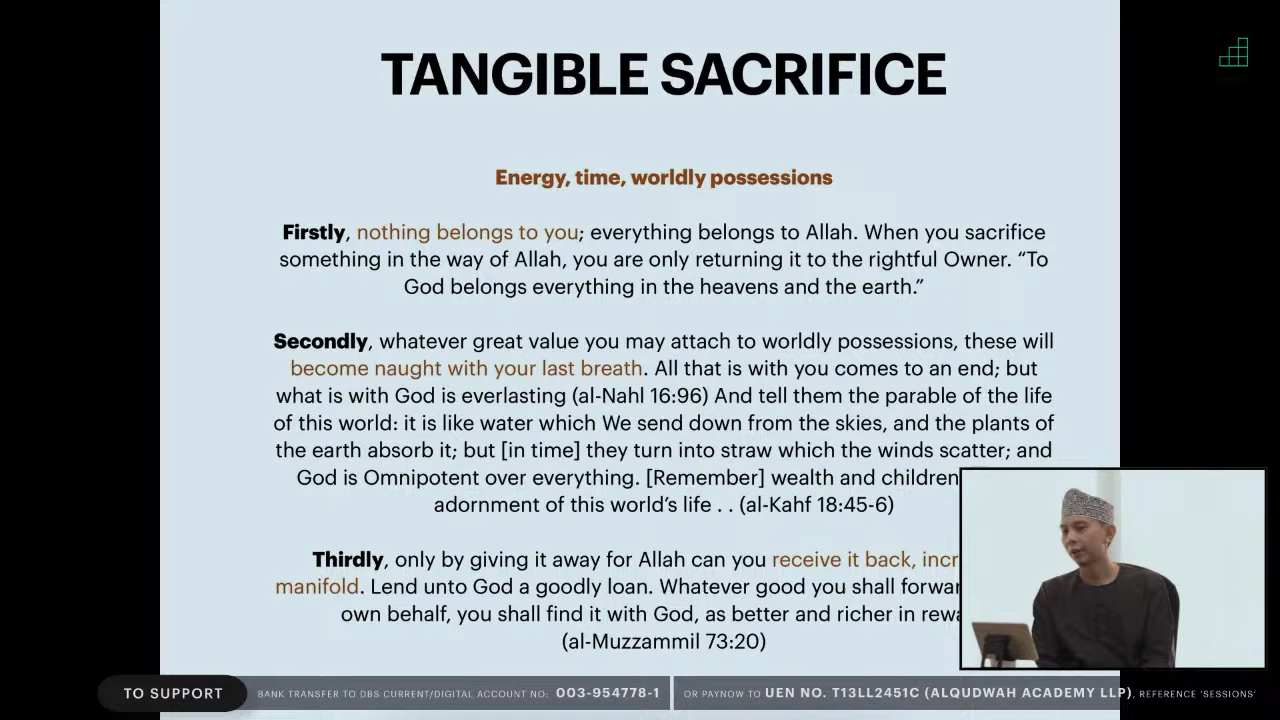 TANGIBLE SACRIFICE
Energy, time, worldly possessions
Firstly, nothing belongs to you; everything belongs to Allah. When you sacrifice
something in the way of Allah, you are only returning it to the rightful Owner. “To
God belongs everything in the heavens and the earth.”
Secondly, whatever great value you may attach to worldly possessions, these will
become naught with your last breath. All that is with you comes to an end; but
what is with God is everlasting (al-Nahl 16:96) And tell them the parable of the life
of this world: it is like water which We send down from the skies, and the plants of
the earth absorb it; but [in time] they turn into straw which the winds scatter; and
God is Omnipotent over everything. [Remember] wealth and children
adornment of this world’s life . . (al-Kahf 18:45-6)
Thirdly, only by giving it away for Allah can you receive it back,
manifold. Lend unto God a goodly loan. Whatever good you shall
own behalf, you shall find it with God, as better and richer in
(al-Muzzammil 73:20)
TO SUPPORT
BANK TRANSFER TO DBS CURRENT/DIGITAL ACCOUNT NO: 003-954778-1
OR PAYNOW TO UEN NO. T13LL2451C (ALQUDWAH ACADEMY LLP), REFERENCE ‘SESSIONS’